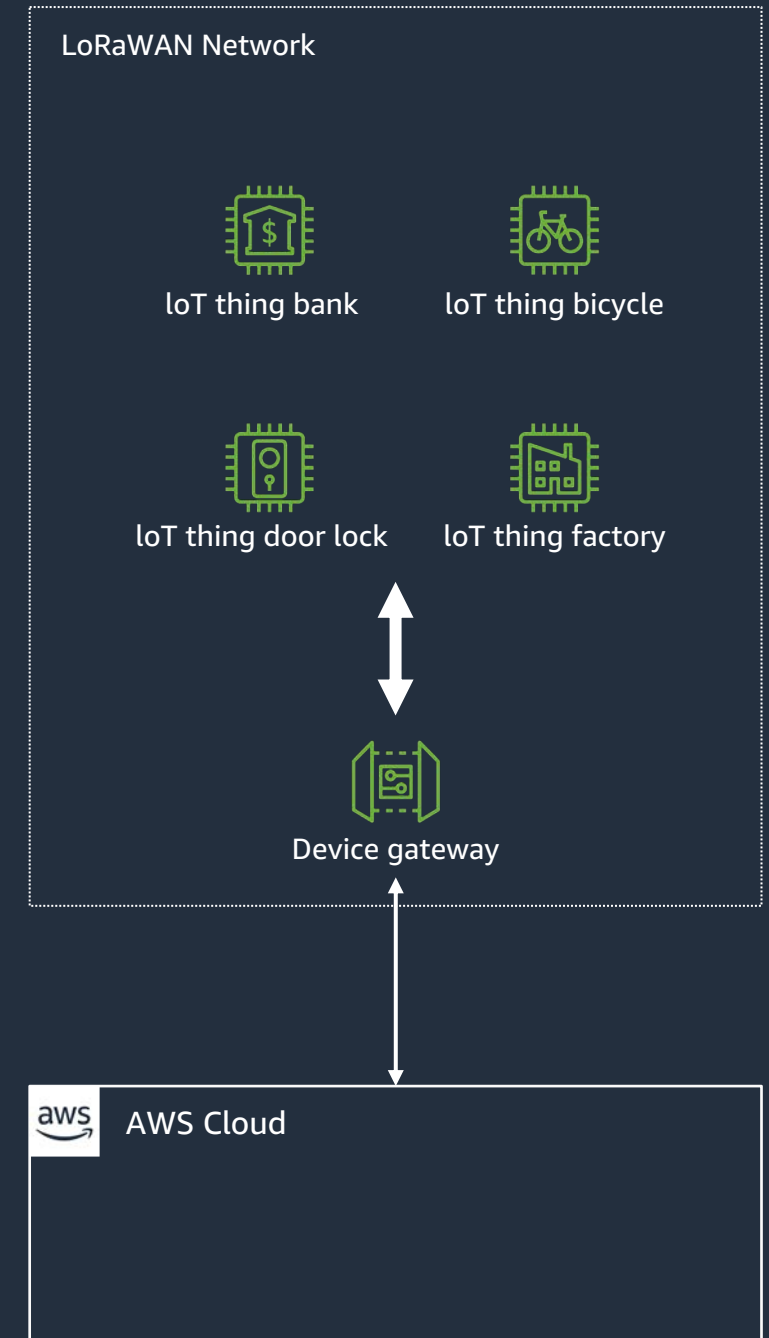 LoRaWAN Network
$
loT thing bank
loT thing bicycle
loT thing door lock
loT thing factory
Device gateway
aws
AWS Cloud